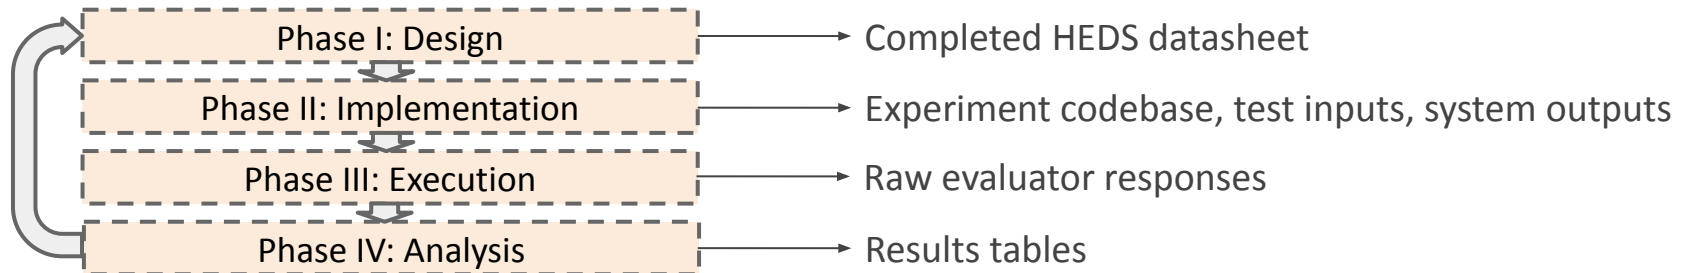 Phase I: Design
Completed HEDS datasheet
Phase II: Implementation
Experiment codebase, test inputs, system outputs
Phase III: Execution
Raw evaluator responses
Phase IV: Analysis
Results tables